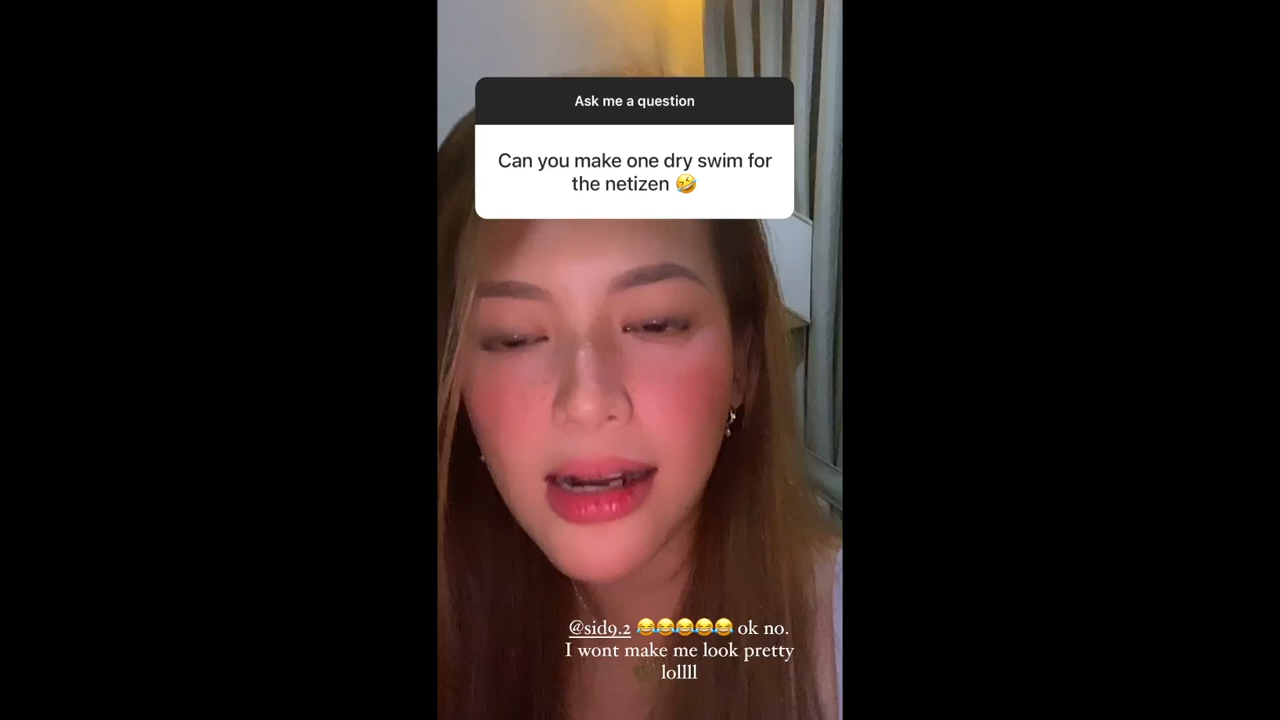 Ask me a question
Can you make one dry swim for
the netizen 🤣
@sid9.2 😂😂😂😂😂 ok no.
I wont make me look pretty
lollll